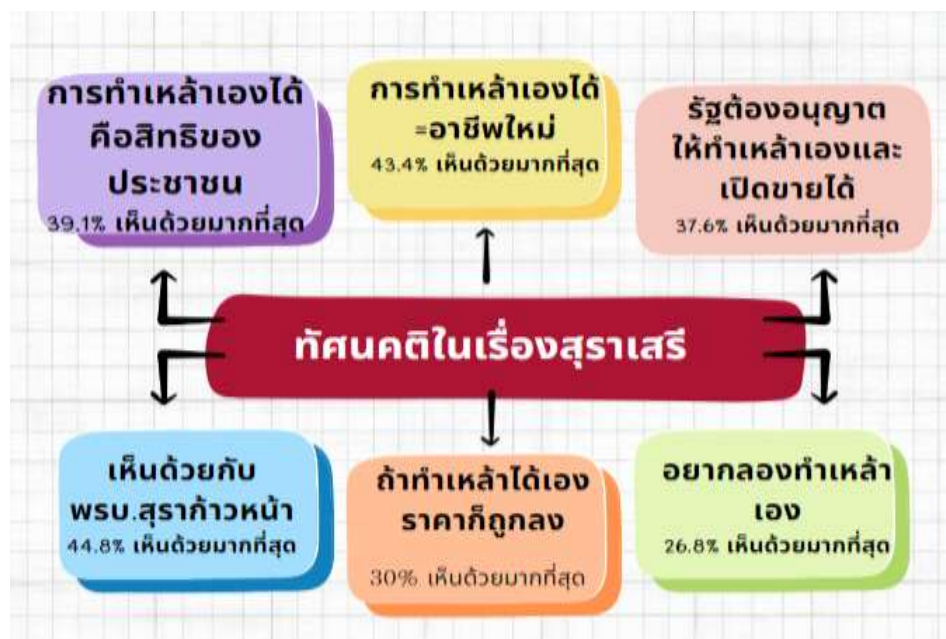 การทำเหล้าเองได้
คือสิทธิของ
ประชาชน
39.1% เห็นด้วยมากที่สุด
การทำเหล้าเองได้
=อาชีพใหม่
43.4% เห็นด้วยมากที่สุด
รัฐต้องอนุญาต
ให้ทำเหล้าเองและ
เปิดขายได้
37.6% เห็นด้วยมากที่สุด
ทัศนคติในเรื่องสุราเสรี
เห็นด้วยกับ
พรบ.สุราก้าวหน้า
44.8% เห็นด้วยมากที่สุด
ถ้าทำเหล้าได้เอง
ราคาก็ถูกลง
30% เห็นด้วยมากที่สุด
อยากลองทำเหล้า
เอง
26.8% เห็นด้วยมากที่สุด